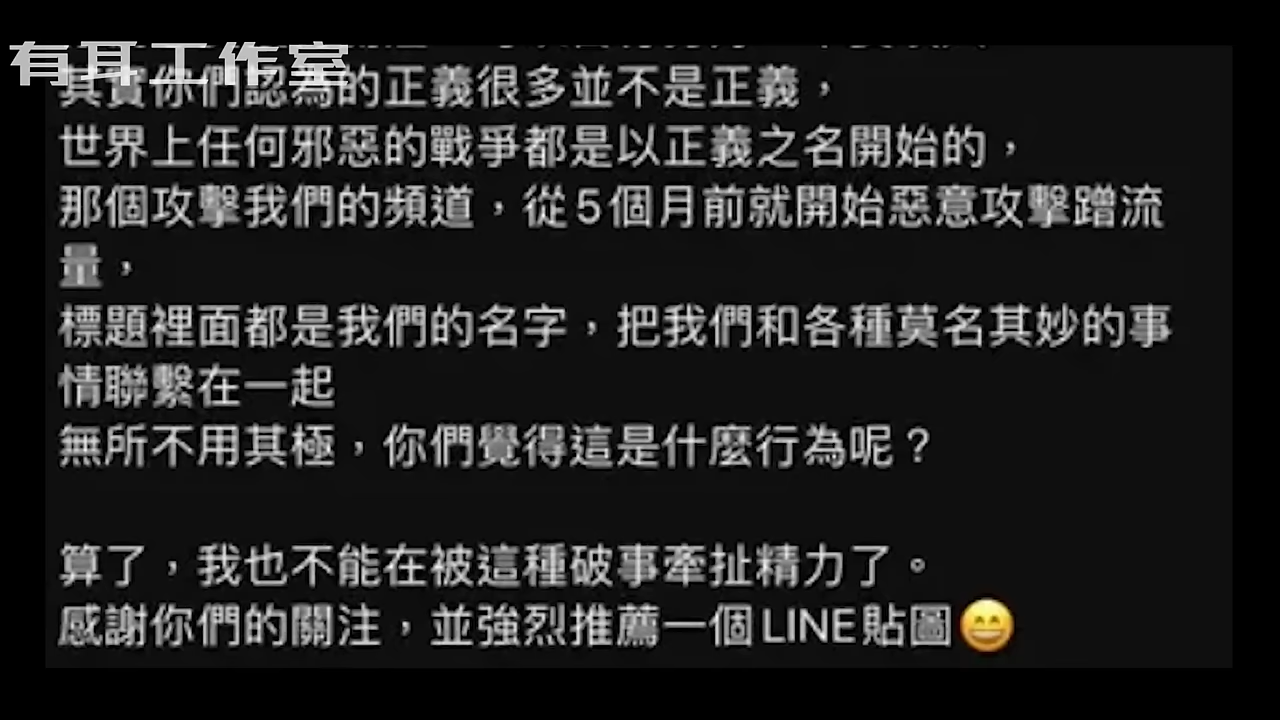 有耳工作室
其實你們認為的正義很多並不是正義，
世界上任何邪惡的戰爭都是以正義之名開始的，
那個攻擊我們的頻道，從5個月前就開始惡意攻擊蹭流
量，
標題裡面都是我們的名字，把我們和各種莫名其妙的事
情聯繫在一起
無所不用其極，你們覺得這是什麼行為呢？
算了，我也不能在被這種破事牽扯精力了。
感謝你們的關注，並強烈推薦一個LINE貼圖😄